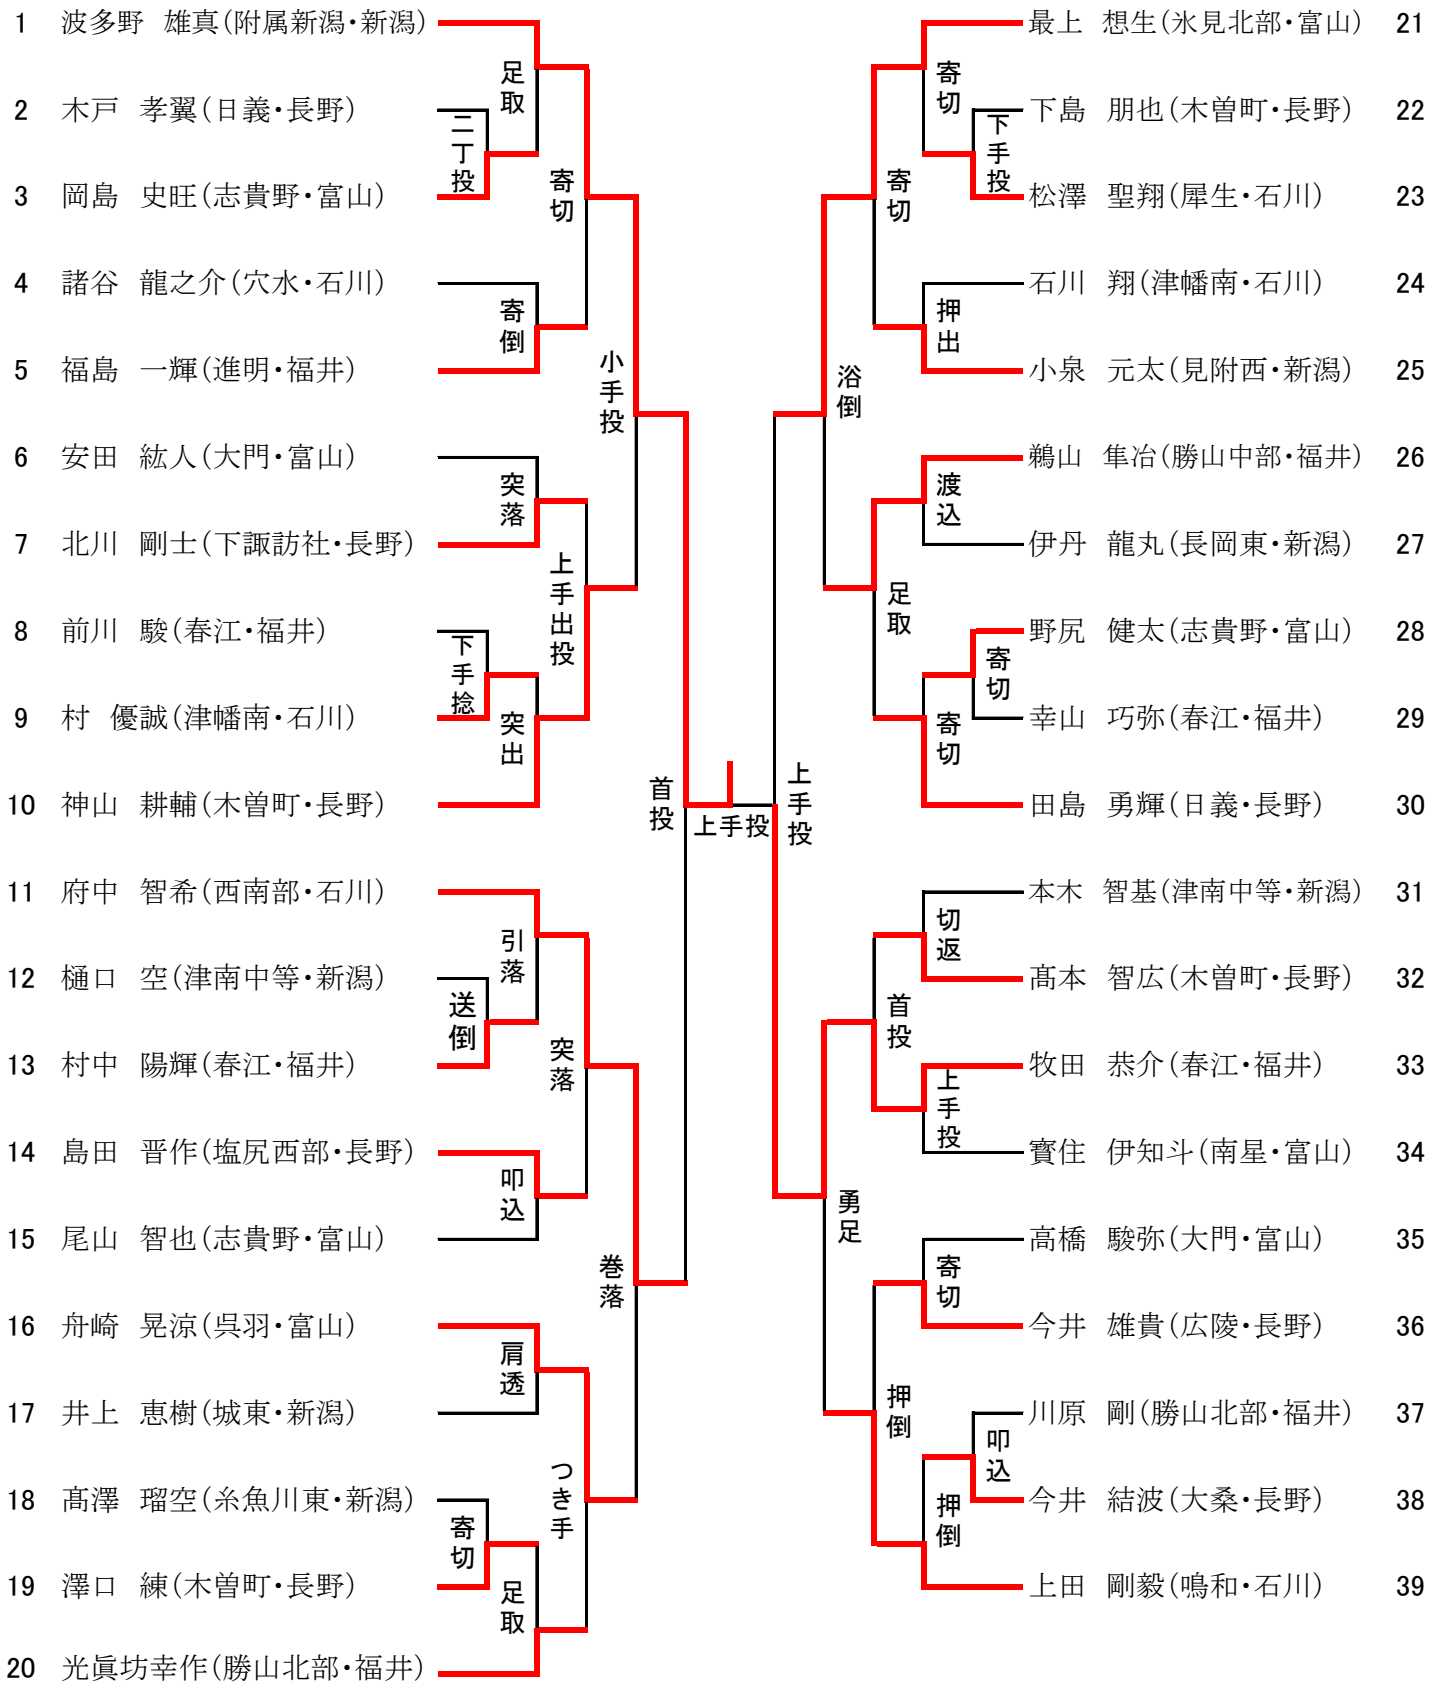 1 波多野 雄真(附属新潟・新潟)
2 木戸 孝翼(日義・長野)
3 岡島 史旺(志貴野・富山)
4 諸谷 龍之介(穴水・石川)
5 福島 一輝(進明・福井)
6 安田 紘人(大門・富山)
7 北川 剛士(下諏訪社・長野)
8 前川 駿(春江・福井)
9 村 優誠(津幡南・石川)
10 神山 耕輔(木曽町・長野)
11 府中 智希(西南部・石川)
12 樋口 空(津南中等・新潟)
13 村中 陽輝(春江・福井)
14 島田 晋作(塩尻西部・長野)
15 尾山 智也(志貴野・富山)
16 舟崎 晃涼(呉羽・富山)
17 井上 恵樹(城東・新潟)
18 髙澤 瑠空(糸魚川東・新潟)
19 澤口 練(木曽町・長野)
20 光眞坊幸作(勝山北部・福井)
足取
二丁投
寄切
寄倒
小手投
突落
上手出投
下手捻
突出
首投
引落
送倒
突落
叩込
巻落
肩透
つき手
寄切
足取
上手投
最上 想生(氷見北部・富山) 21
下島 朋也(木曽町・長野) 22
松澤 聖翔(犀生・石川) 23
石川 翔(津幡南・石川) 24
小泉 元太(見附西・新潟) 25
鵜山 隼冶(勝山中部・福井) 26
伊丹 龍丸(長岡東・新潟) 27
野尻 健太(志貴野・富山) 28
幸山 巧弥(春江・福井) 29
田島 勇輝(日義・長野) 30
本木 智基(津南中等・新潟) 31
髙本 智広(木曽町・長野) 32
牧田 恭介(春江・福井) 33
寳住 伊知斗(南星・富山) 34
高橋 駿弥(大門・富山) 35
今井 雄貴(広陵・長野) 36
川原 剛(勝山北部・福井) 37
今井 結波(大桑・長野) 38
上田 剛毅(鳴和・石川) 39
寄切
下手投
寄切
押出
浴倒
渡込
足取
寄切
寄切
上手投
切返
首投
上手投
勇足
寄切
押倒
叩込
押倒